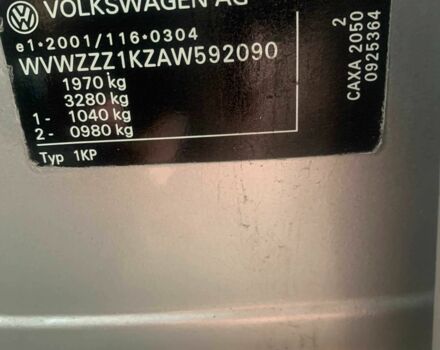 VOLKSWAGEN AG
e1*2001/116*0304
WVWZZZ1KZAW592090
1970 kg
3280 kg
1- 1040 kg
2- 0980 kg
Typ 1KP
2
CAXA 2050
0925364